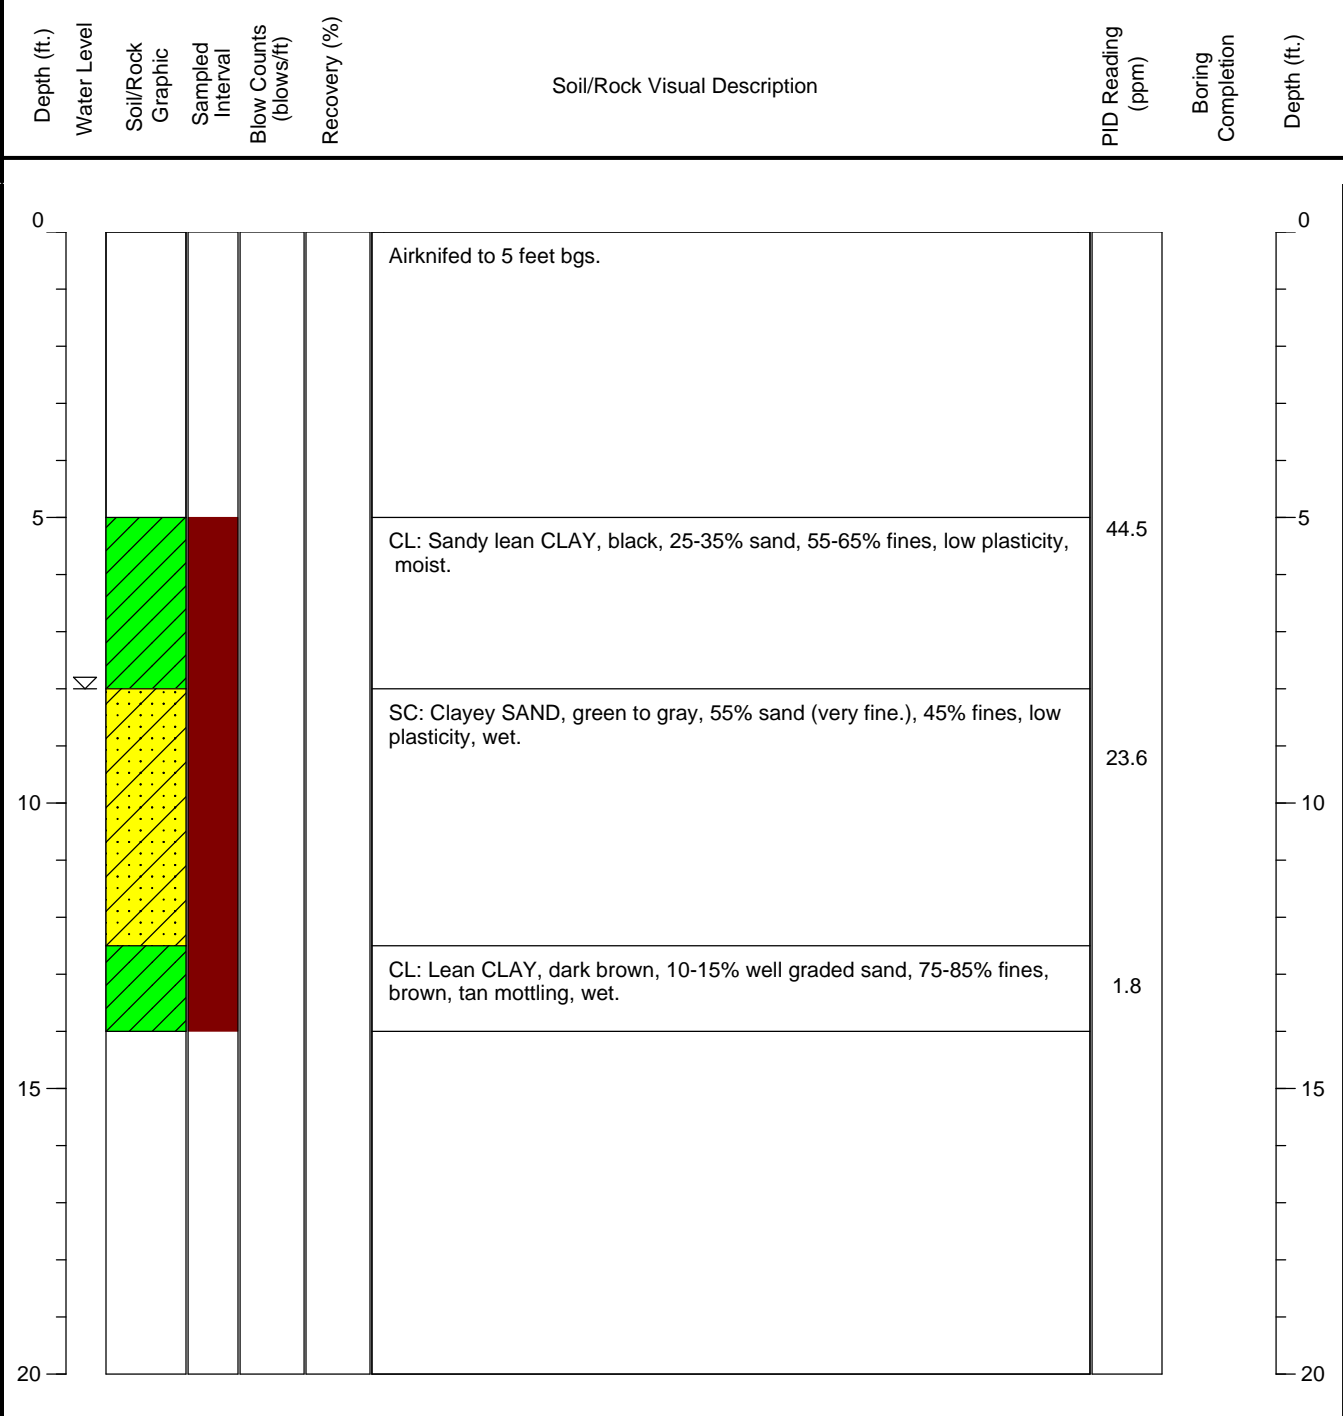 Depth (ft.)
Water Level
Soil/Rock
Graphic
Sampled
Interval
Blow Counts
(blows/ft)
Recovery (%)
Soil/Rock Visual Description
PID Reading
(ppm)
Boring
Completion
Depth (ft.)
0
0
Airknifed to 5 feet bgs.
5
44.5
5
CL: Sandy lean CLAY, black, 25-35% sand, 55-65% fines, low plasticity,
moist.
SC: Clayey SAND, green to gray, 55% sand (very fine.), 45% fines, low
plasticity, wet.
23.6
10
10
CL: Lean CLAY, dark brown, 10-15% well graded sand, 75-85% fines,
brown, tan mottling, wet.
1.8
15
15
20
20